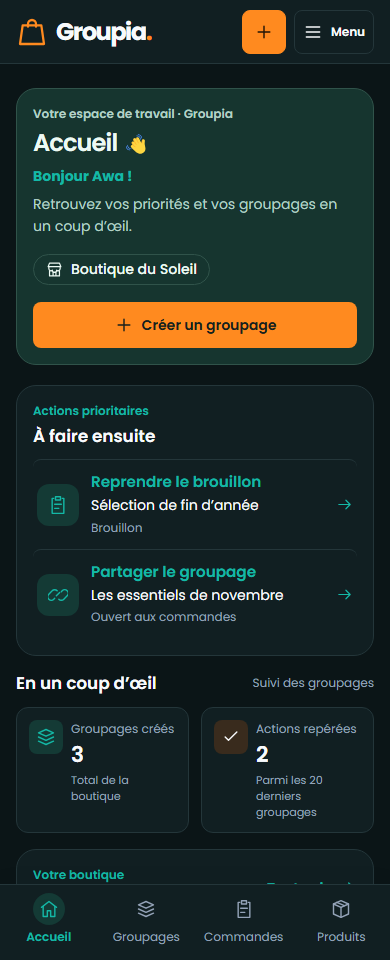 Groupia.
Menu
Votre espace de travail · Groupia
Accueil 👋
Bonjour Awa !
Retrouvez vos priorités et vos groupages en
un coup d’œil.
Boutique du Soleil
Créer un groupage
Actions prioritaires
À faire ensuite
Reprendre le brouillon
Sélection de fin d’année
Brouillon
Partager le groupage
Les essentiels de novembre
Ouvert aux commandes
En un coup d’œil
Suivi des groupages
Groupages créés
3
Total de la
boutique
Actions repérées
2
Parmi les 20
derniers
groupages
Votre boutique
Accueil
Groupages
Commandes
Produits